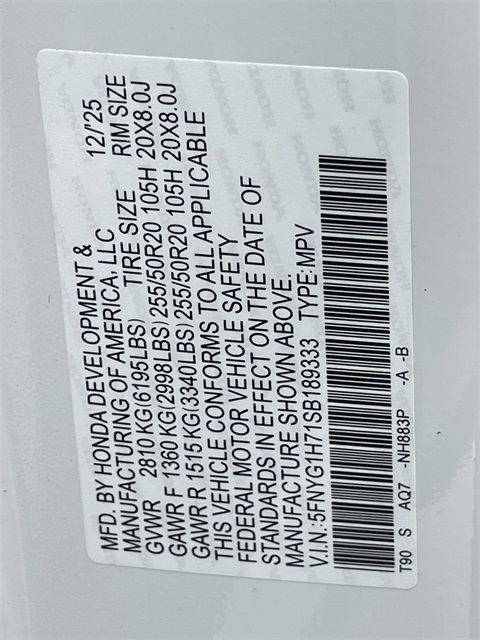 MFD. BY HONDA DEVELOPMENT & 12/'25
MANUFACTURING OF AMERICA, LLC
TIRE SIZE RIM SIZE
GVWR 2810 KG(6195LBS)
GAWR F 1360 KG(2998LBS) 255/50R20 105H 20X8.0J
GAWR R 1515 KG(3340LBS) 255/50R20 105H 20X8.0J
THIS VEHICLE CONFORMS TO ALL APPLICABLE
FEDERAL MOTOR VEHICLE SAFETY
STANDARDS IN EFFECT ON THE DATE OF
MANUFACTURE SHOWN ABOVE.
V.I.N.:5FNYG1H71SB189333 TYPE:MPV
T90 S AQ7 -NH883P -A -B